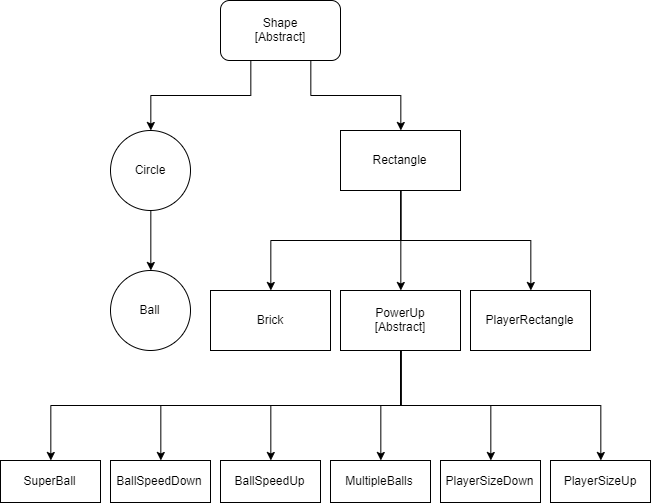 Shape
[Abstract]
Circle
Rectangle
Ball
Brick
PowerUp
[Abstract]
PlayerRectangle
SuperBall
BallSpeedDown
BallSpeedUp
MultipleBalls
PlayerSizeDown
PlayerSizeUp